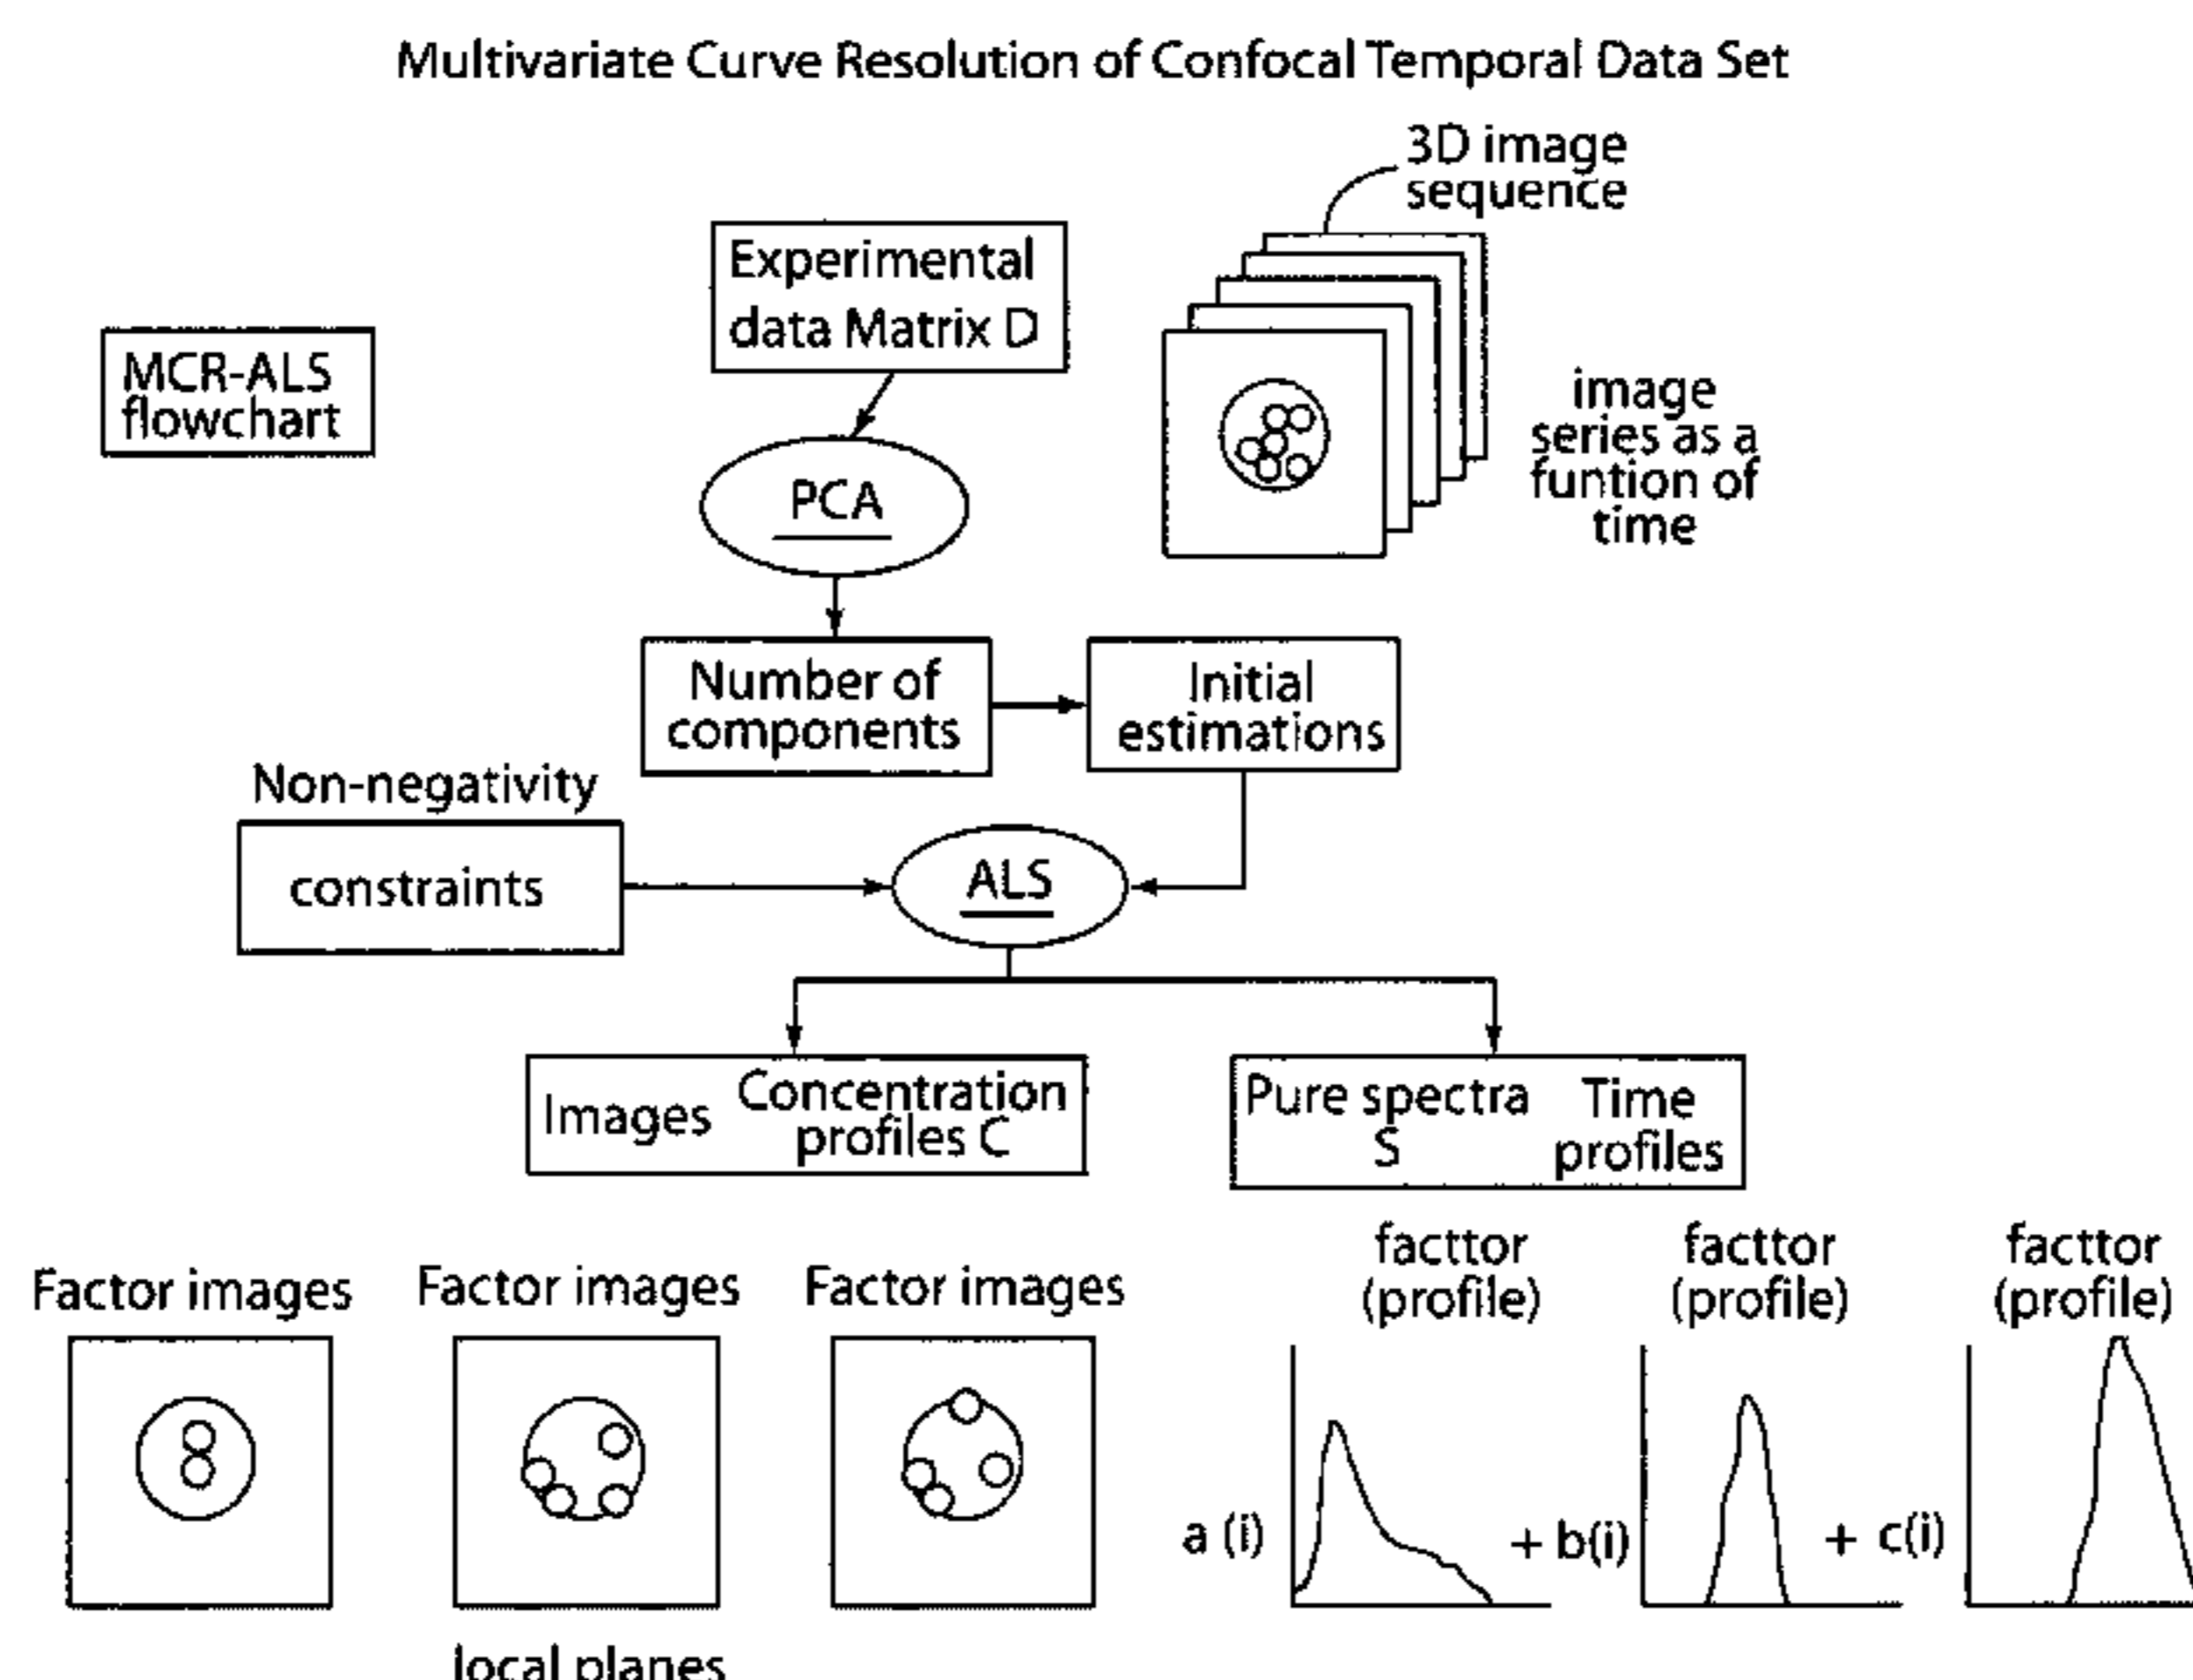 Multivariate Curve Resolution of Confocal Temporal Data Set
3D image
sequence
Experimental
data Matrix D
MCR-ALS
flowchart
image
series as a
funtion of
time
PCA
Number of
components
Initial
estimations
Non-negativity
constraints
ALS
Images
Concentration
profiles C
Pure spectra
S
Time
profiles
Factor images
Factor images
Factor images
facttor
(profile)
facttor
(profile)
facttor
(profile)
a (i)
+ b(i)
+ c(i)
local planes